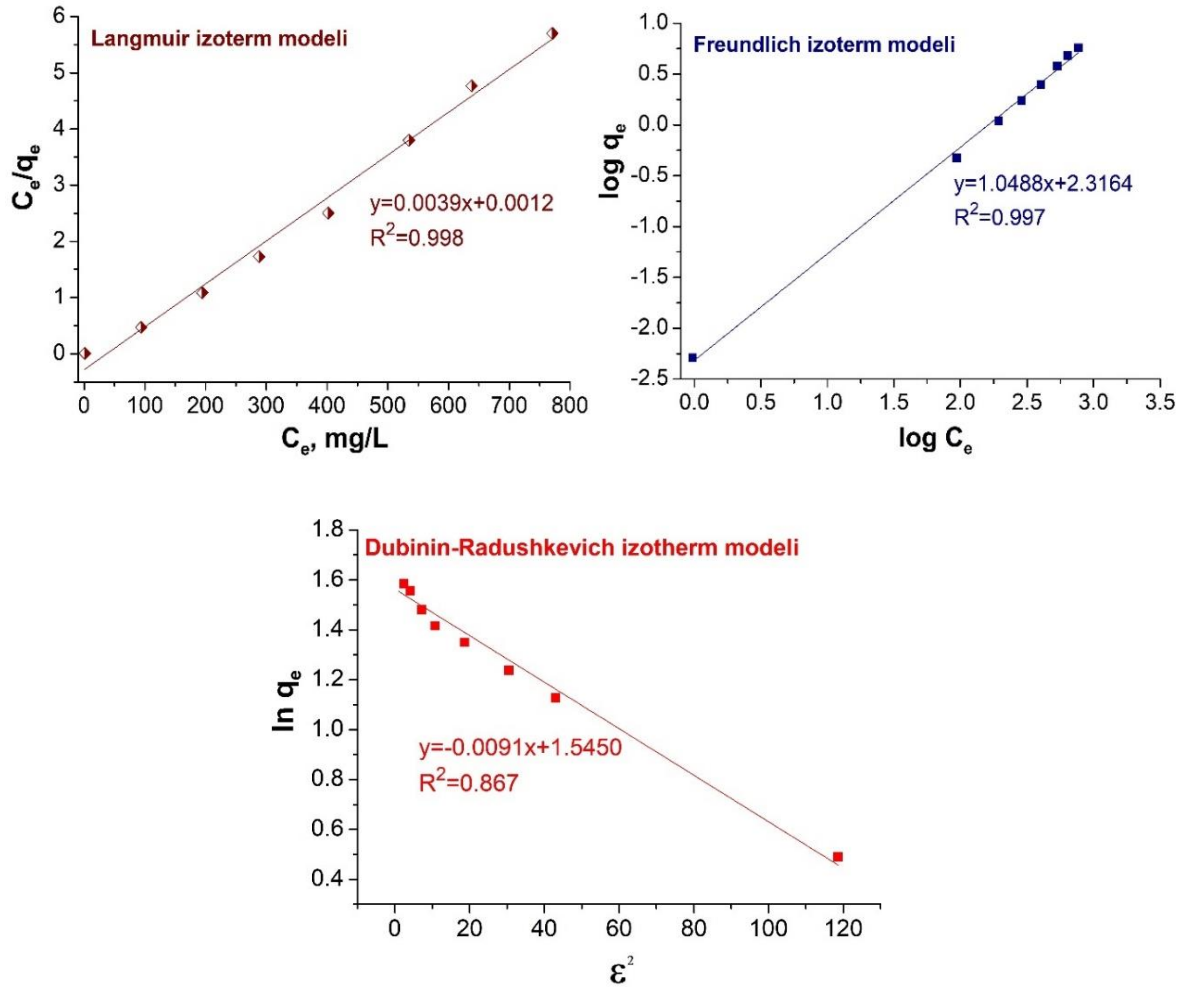 Langmuir izoterm modeli
6
5
4
3
2
1
0
C_e/q_e
y=0.0039x+0.0012
R²=0.998
0 100 200 300 400 500 600 700 800
C_e, mg/L
Freundlich izoterm modeli
1.0
0.5
0.0
-0.5
-1.0
-1.5
-2.0
-2.5
log q_e
y=1.0488x+2.3164
R²=0.997
0.0 0.5 1.0 1.5 2.0 2.5 3.0 3.5
log C_e
Dubinin-Radushkevich izotherm modeli
1.8
1.6
1.4
1.2
1.0
0.8
0.6
0.4
ln q_e
y=-0.0091x+1.5450
R²=0.867
0 20 40 60 80 100 120
ε²